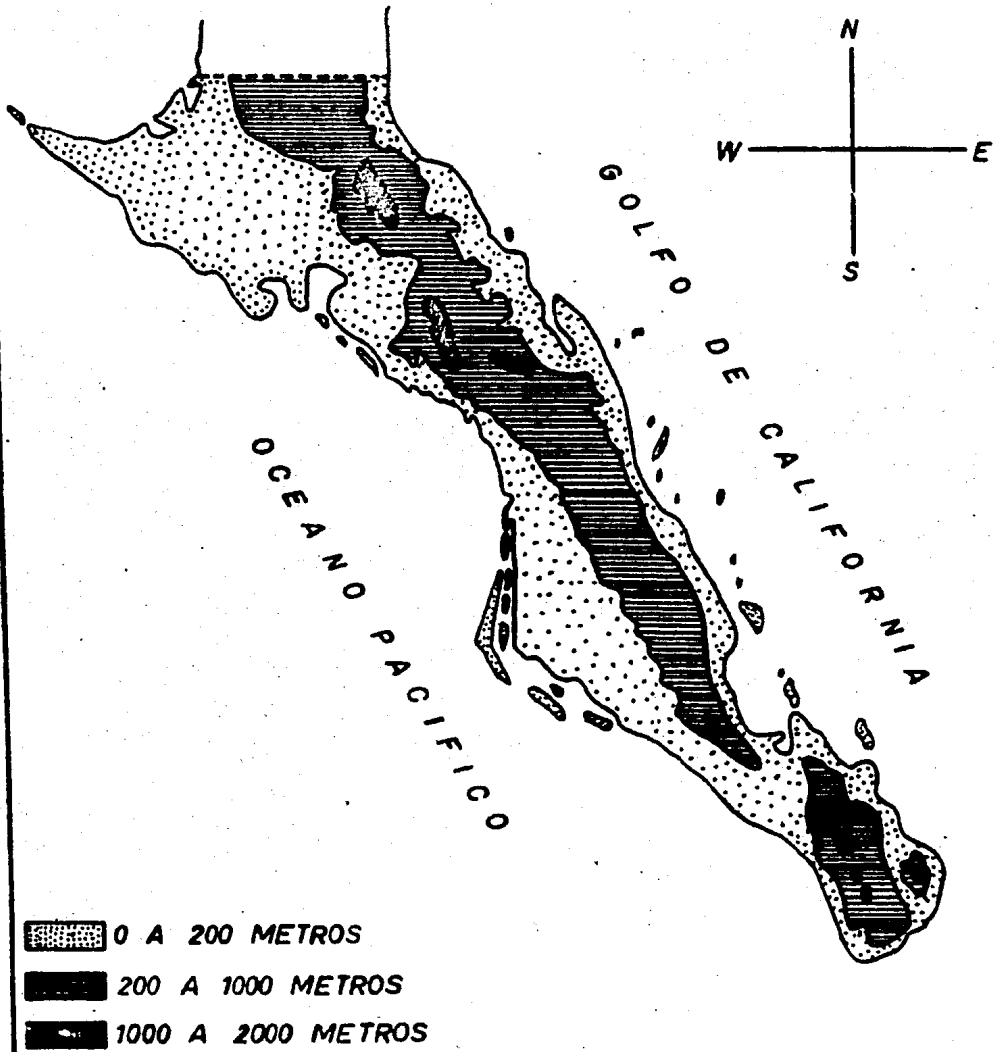 N
W E
S
GOLFO DE CALIFORNIA
OCEANO PACIFICO
0 A 200 METROS
200 A 1000 METROS
1000 A 2000 METROS